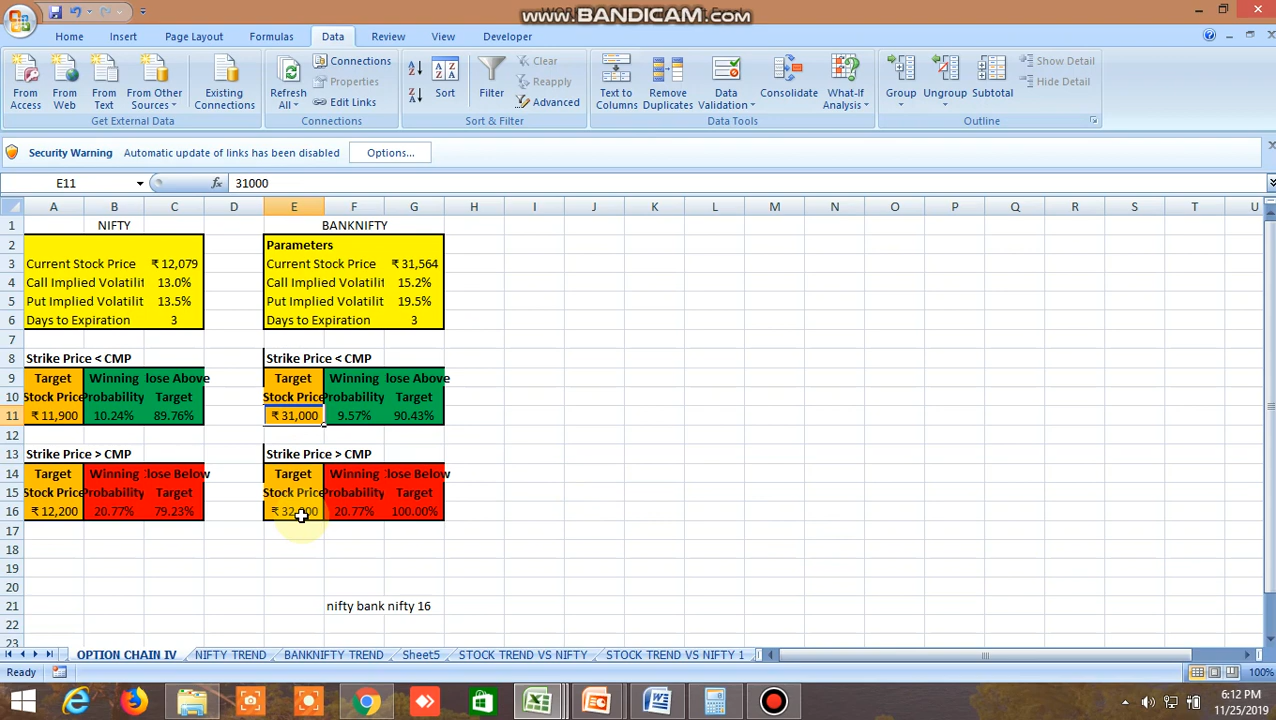 www.BANDICAM.com
Home Insert Page Layout Formulas Data Review View Developer
From Access
From Web
From Text
From Other Sources
Existing Connections
Get External Data
Refresh All
Connections
Properties
Edit Links
Connections
Sort
Filter
Clear
Reapply
Advanced
Sort & Filter
Text to Columns
Remove Duplicates
Data Validation
Consolidate
What-If Analysis
Data Tools
Group
Ungroup
Subtotal
Show Detail
Hide Detail
Outline
Security Warning Automatic update of links has been disabled Options...
E11 fx 31000
A B C D E F G H I J K L M N O P Q R S T U
1 NIFTY BANKNIFTY
2 Parameters
3 Current Stock Price ₹ 12,079 Current Stock Price ₹ 31,564
4 Call Implied Volatilit 13.0% Call Implied Volatilit 15.2%
5 Put Implied Volatilit 13.5% Put Implied Volatilit 19.5%
6 Days to Expiration 3 Days to Expiration 3
7
8 Strike Price < CMP Strike Price < CMP
9 Target Winning lose Above Target Winning lose Above
10 Stock Price Probability Target Stock Price Probability Target
11 ₹ 11,900 10.24% 89.76% ₹ 31,000 9.57% 90.43%
12
13 Strike Price > CMP Strike Price > CMP
14 Target Winning lose Below Target Winning lose Below
15 Stock Price Probability Target Stock Price Probability Target
16 ₹ 12,200 20.77% 79.23% 20.77% 100.00%
17
18
19
20
21 nifty bank nifty 16
22
23
OPTION CHAIN IV NIFTY TREND BANKNIFTY TREND Sheet5 STOCK TREND VS NIFTY STOCK TREND VS NIFTY 1
Ready 100%
6:12 PM
11/25/2019